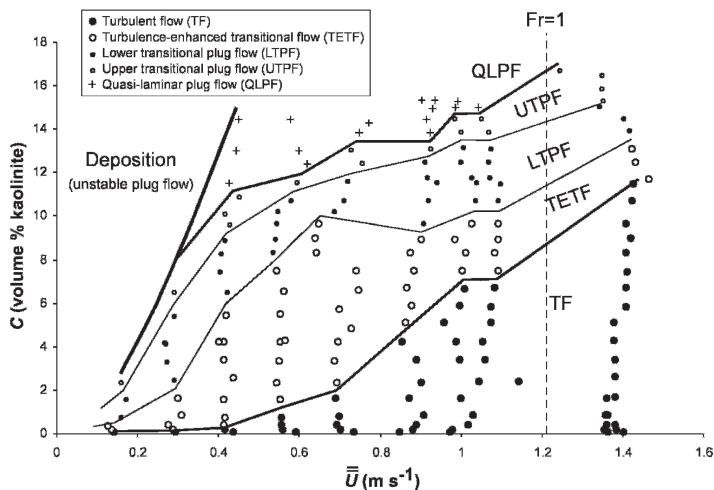 Fr=1
Turbulent flow (TF)
Turbulence-enhanced transitional flow (TETF)
Lower transitional plug flow (LTPF)
Upper transitional plug flow (UTPF)
Quasi-laminar plug flow (QLPF)
QLPF
UTPF
LTPF
TETF
TF
Deposition
(unstable plug flow)
C (volume % kaolinite)
18
16
14
12
10
8
6
4
2
0
0 0.2 0.4 0.6 0.8 1.0 1.2 1.4 1.6
U̿ (m s⁻¹)